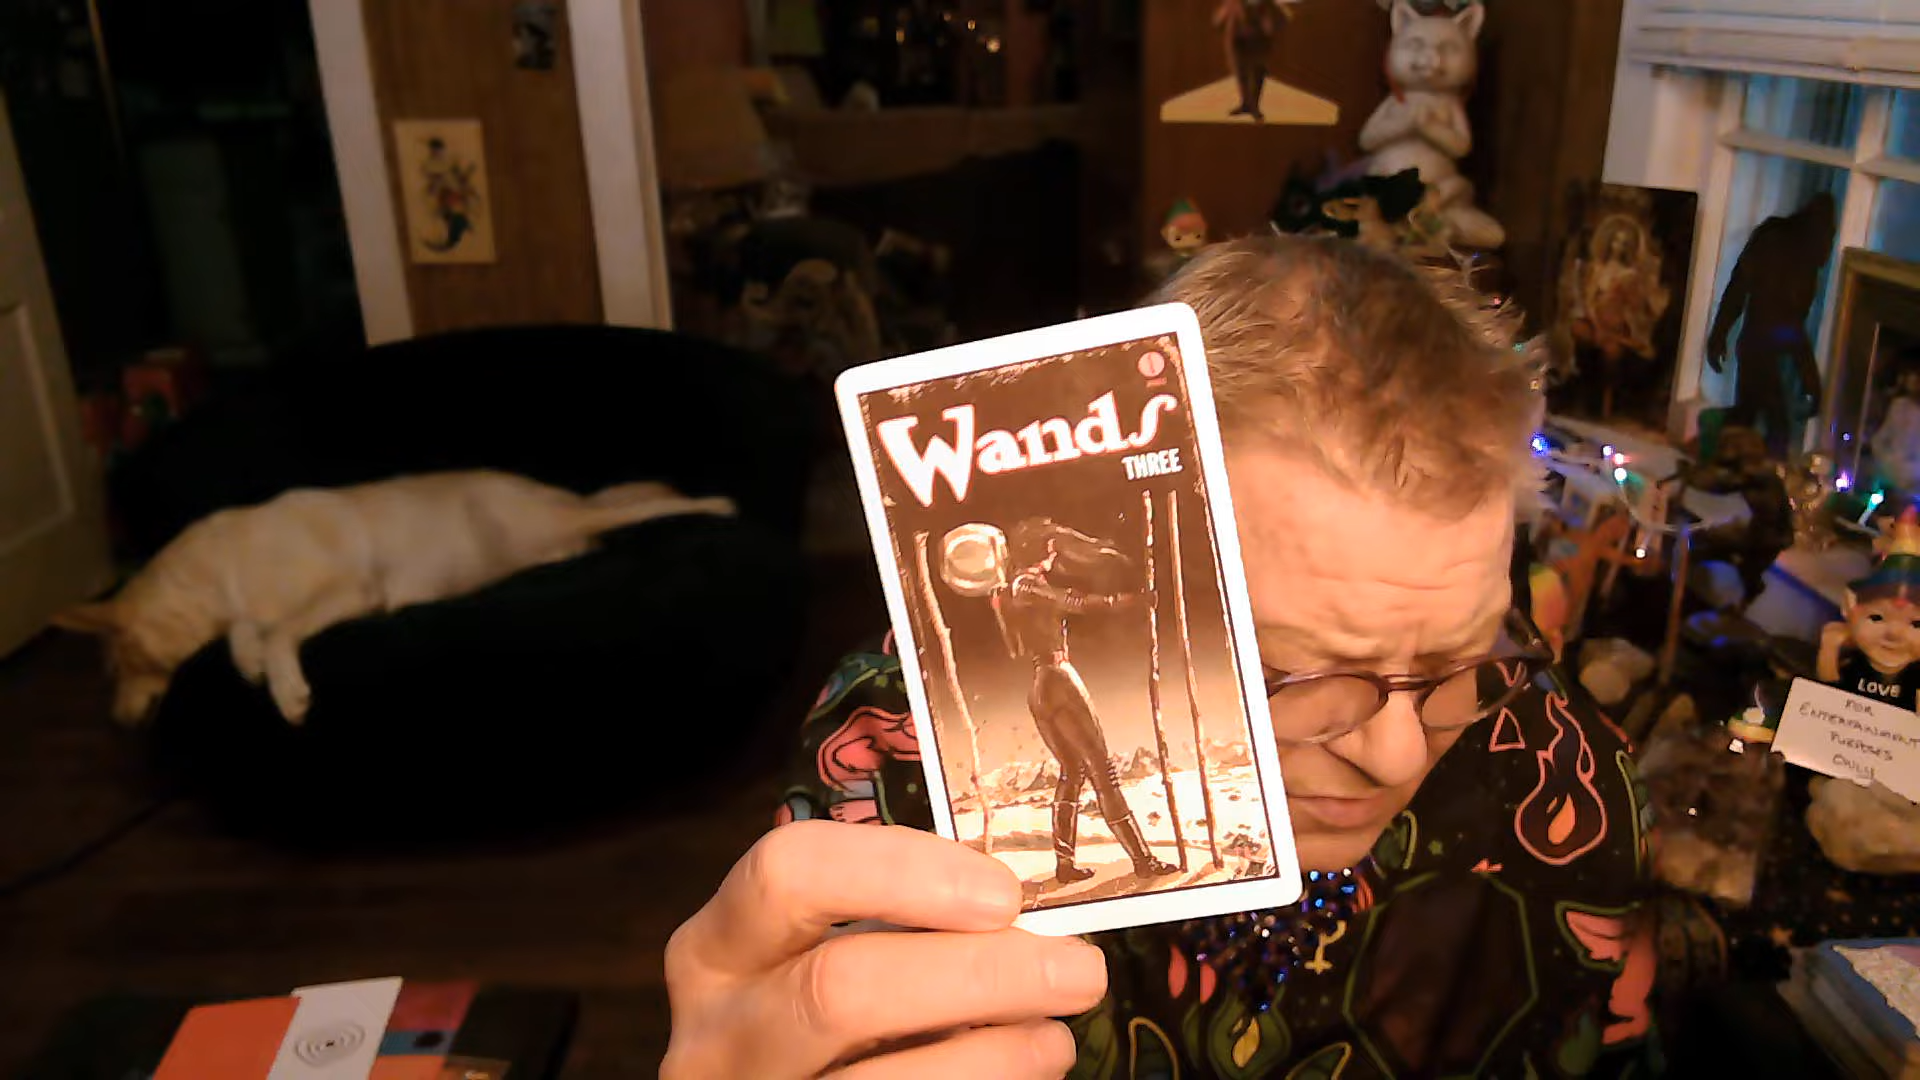 Wands
THREE
LOVE
FOR
ENTERTAINMENT
PURPOSES
ONLY